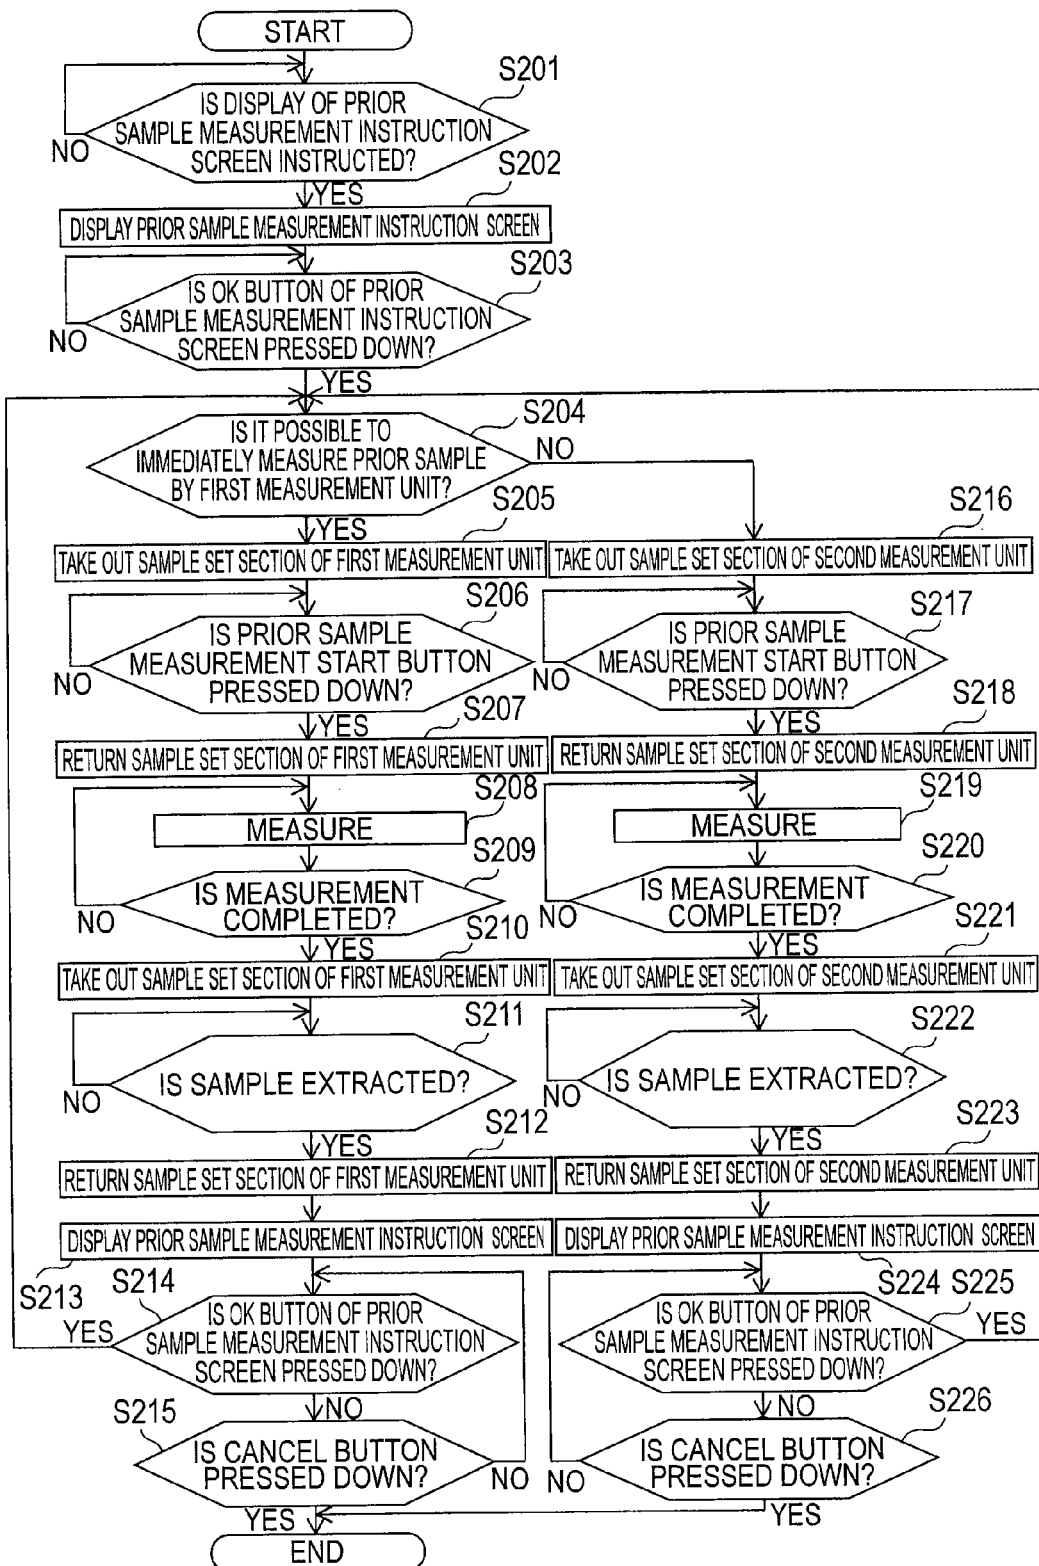 START
S201
IS DISPLAY OF PRIOR
SAMPLE MEASUREMENT INSTRUCTION
SCREEN INSTRUCTED?
NO
YES
S202
DISPLAY PRIOR SAMPLE MEASUREMENT INSTRUCTION SCREEN
S203
IS OK BUTTON OF PRIOR
SAMPLE MEASUREMENT INSTRUCTION
SCREEN PRESSED DOWN?
NO
YES
S204
IS IT POSSIBLE TO
IMMEDIATELY MEASURE PRIOR SAMPLE
BY FIRST MEASUREMENT UNIT?
NO
YES
S205
TAKE OUT SAMPLE SET SECTION OF FIRST MEASUREMENT UNIT
S206
IS PRIOR SAMPLE
MEASUREMENT START BUTTON
PRESSED DOWN?
NO
YES
S207
RETURN SAMPLE SET SECTION OF FIRST MEASUREMENT UNIT
S208
MEASURE
S209
IS MEASUREMENT
COMPLETED?
NO
YES
S210
TAKE OUT SAMPLE SET SECTION OF FIRST MEASUREMENT UNIT
S211
IS SAMPLE EXTRACTED?
NO
YES
S212
RETURN SAMPLE SET SECTION OF FIRST MEASUREMENT UNIT
DISPLAY PRIOR SAMPLE MEASUREMENT INSTRUCTION SCREEN
S213
S214
IS OK BUTTON OF PRIOR
SAMPLE MEASUREMENT INSTRUCTION
SCREEN PRESSED DOWN?
YES
NO
S215
IS CANCEL BUTTON
PRESSED DOWN?
NO
YES
S216
TAKE OUT SAMPLE SET SECTION OF SECOND MEASUREMENT UNIT
S217
IS PRIOR SAMPLE
MEASUREMENT START BUTTON
PRESSED DOWN?
NO
YES
S218
RETURN SAMPLE SET SECTION OF SECOND MEASUREMENT UNIT
S219
MEASURE
S220
IS MEASUREMENT
COMPLETED?
NO
YES
S221
TAKE OUT SAMPLE SET SECTION OF SECOND MEASUREMENT UNIT
S222
IS SAMPLE EXTRACTED?
NO
YES
S223
RETURN SAMPLE SET SECTION OF SECOND MEASUREMENT UNIT
DISPLAY PRIOR SAMPLE MEASUREMENT INSTRUCTION SCREEN
S224
S225
IS OK BUTTON OF PRIOR
SAMPLE MEASUREMENT INSTRUCTION
SCREEN PRESSED DOWN?
YES
NO
S226
IS CANCEL BUTTON
PRESSED DOWN?
NO
YES
END